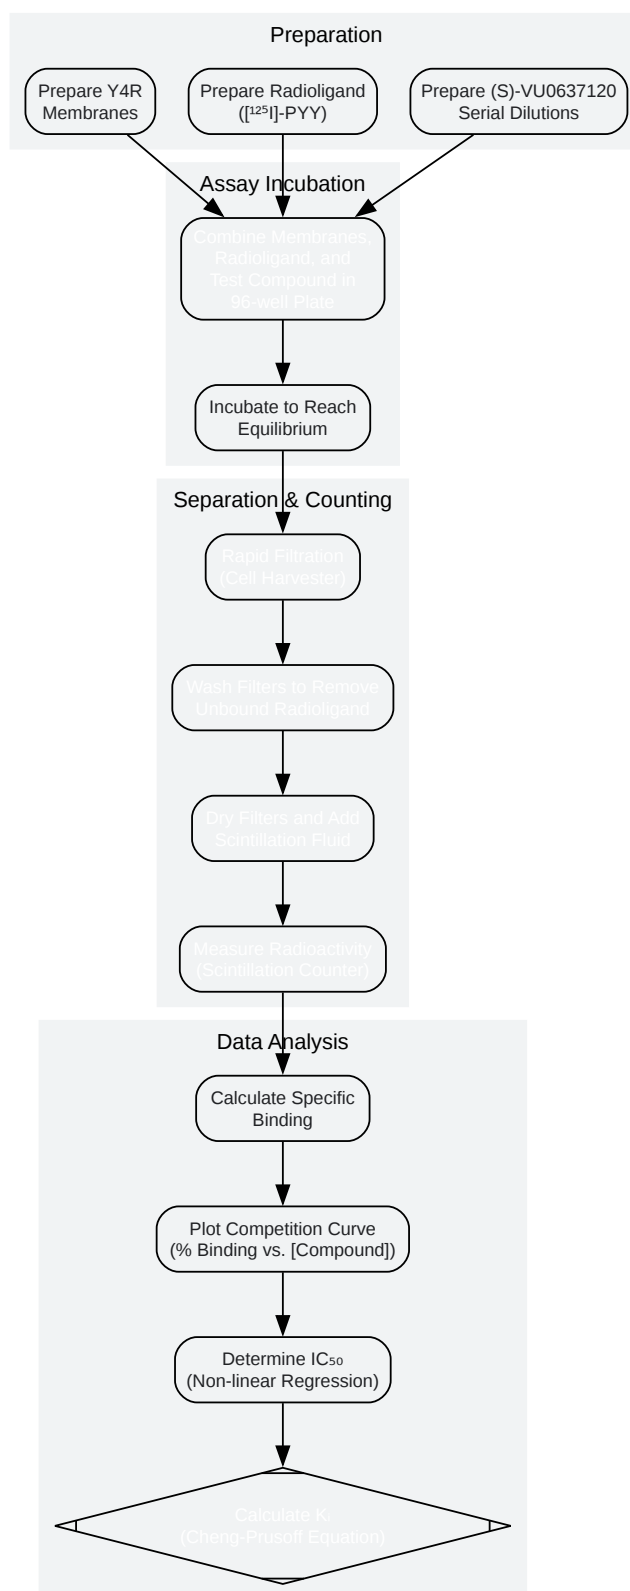 Preparation
Prepare Y4R
Membranes
Prepare Radioligand
([¹²⁵I]-PYY)
Prepare (S)-VU0637120
Serial Dilutions
Assay Incubation
Combine Membranes,
Radioligand, and
Test Compound in
96-well Plate
Incubate to Reach
Equilibrium
Separation & Counting
Rapid Filtration
(Cell Harvester)
Wash Filters to Remove
Unbound Radioligand
Dry Filters and Add
Scintillation Fluid
Measure Radioactivity
(Scintillation Counter)
Data Analysis
Calculate Specific
Binding
Plot Competition Curve
(% Binding vs. [Compound])
Determine IC₅₀
(Non-linear Regression)
Calculate Kᵢ
(Cheng-Prusoff Equation)